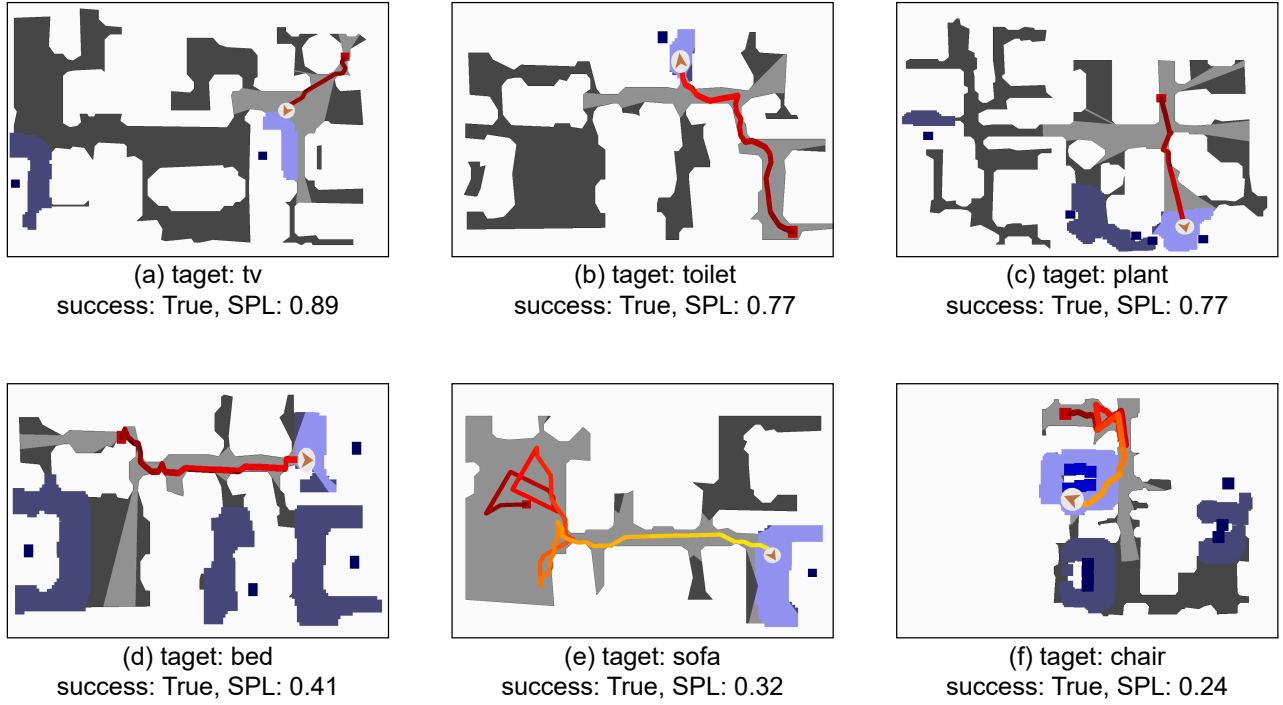 (a) taget: tv
success: True, SPL: 0.89
(b) taget: toilet
success: True, SPL: 0.77
(c) taget: plant
success: True, SPL: 0.77
(d) taget: bed
success: True, SPL: 0.41
(e) taget: sofa
success: True, SPL: 0.32
(f) taget: chair
success: True, SPL: 0.24